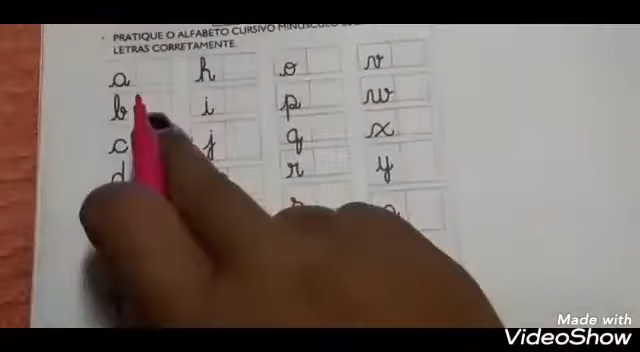 PRATIQUE O ALFABETO CURSIVO MINÚSCULO
LETRAS CORRETAMENTE.
a h o v
b i p w
c j q x
d r y
Made with
VideoShow